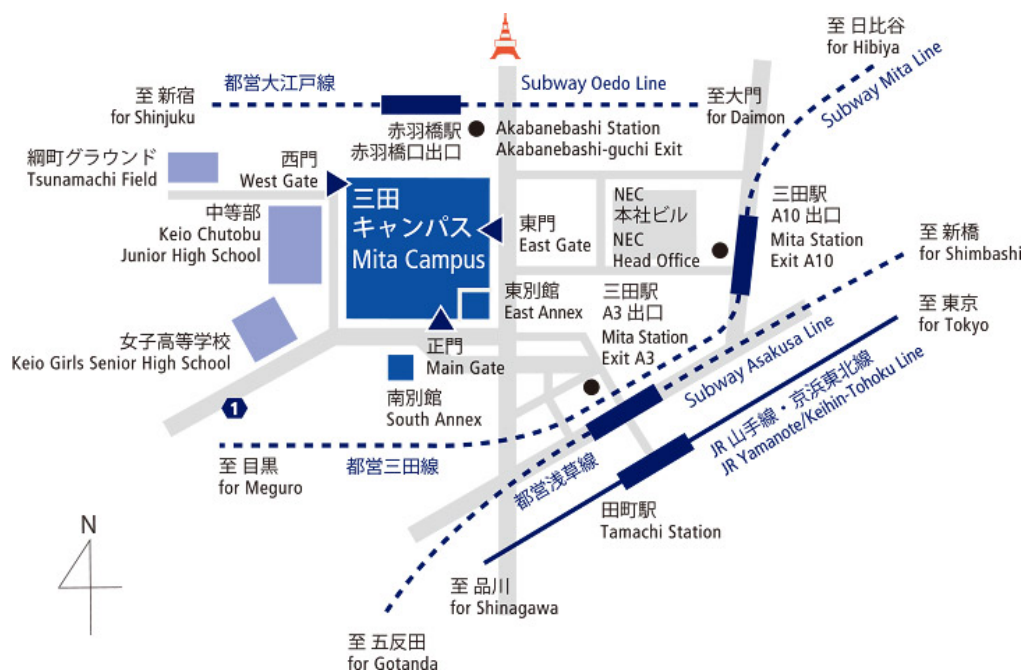 至 日比谷
for Hibiya
Subway Mita Line
都営大江戸線
Subway Oedo Line
至 新宿
for Shinjuku
至大門
for Daimon
赤羽橋駅
赤羽橋口出口
Akabanebashi Station
Akabanebashi-guchi Exit
綱町グラウンド
Tsunamachi Field
西門
West Gate
三田
キャンパス
Mita Campus
中等部
Keio Chutobu
Junior High School
東門
East Gate
NEC
本社ビル
NEC
Head Office
三田駅
A10 出口
Mita Station
Exit A10
至 新橋
for Shimbashi
東別館
East Annex
三田駅
A3 出口
Mita Station
Exit A3
至 東京
for Tokyo
女子高等学校
Keio Girls Senior High School
正門
Main Gate
南別館
South Annex
Subway Asakusa Line
JR 山手線・京浜東北線
JR Yamanote/Keihin-Tohoku Line
1
至 目黒
for Meguro
都営三田線
都営浅草線
田町駅
Tamachi Station
N
至 品川
for Shinagawa
至 五反田
for Gotanda